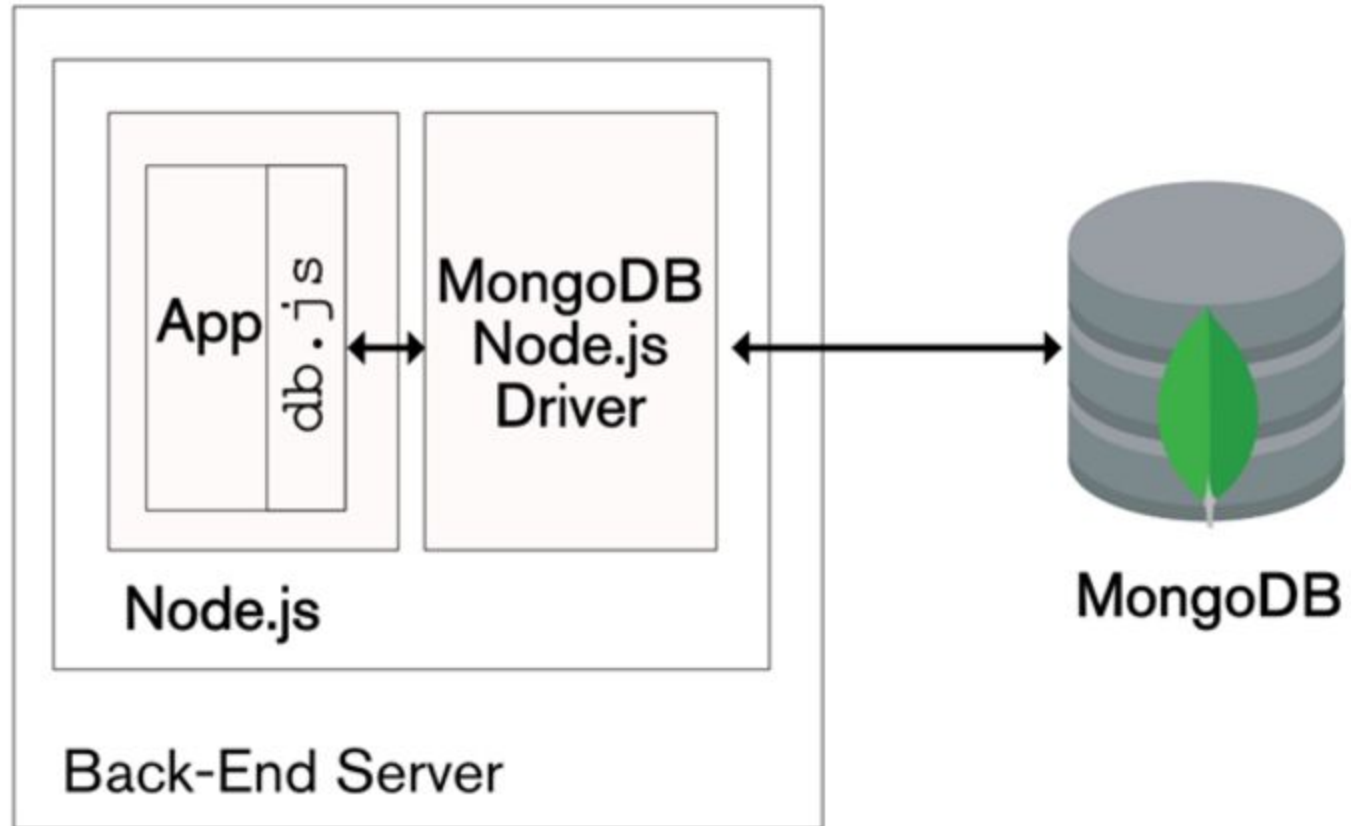 App
db.js
MongoDB
Node.js
Driver
Node.js
Back-End Server
MongoDB